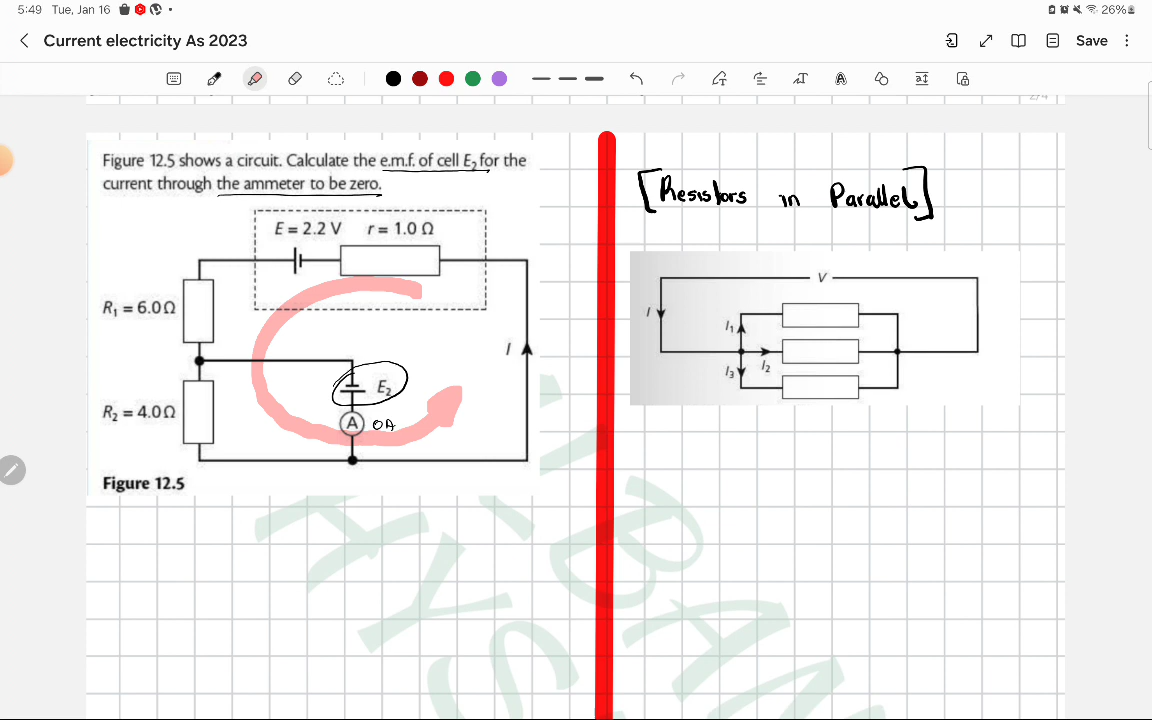 5:49 Tue, Jan 16
26%
Current electricity As 2023
Save
2/4
Figure 12.5 shows a circuit. Calculate the e.m.f. of cell E₂ for the
current through the ammeter to be zero.
E = 2.2 V r = 1.0 Ω
R₁ = 6.0 Ω
I
E₂
R₂ = 4.0 Ω
A 0A
Figure 12.5
[Resistors in Parallel]
V
I
I₁
I₂
I₃